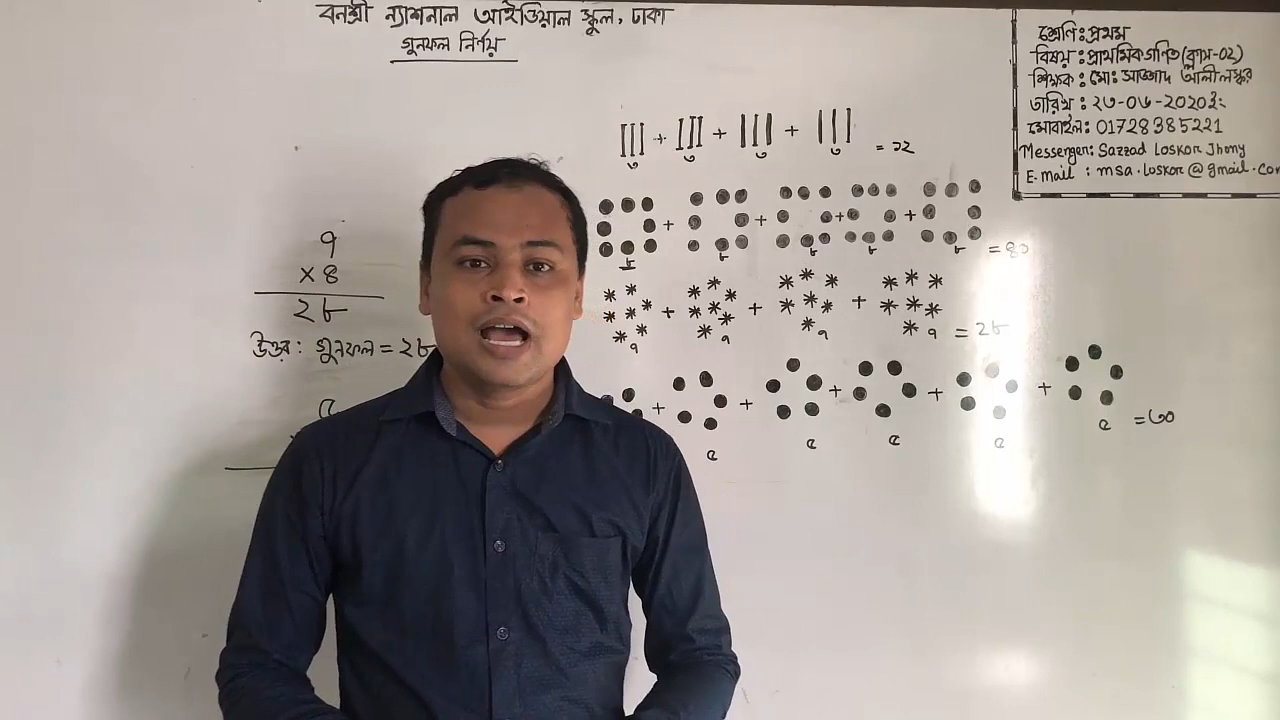 বনশ্রী ন্যাশনাল আইডিয়াল স্কুল, ঢাকা
গুনফল নির্ণয়
শ্রেণি: প্রথম
বিষয়: প্রাথমিক গণিত (ক্লাস-০২)
শিক্ষক: মো: সাজ্জাদ আলী লস্কর
তারিখ: ২৩-০৬-২০২০ইং
মোবাইল: 01728385221
Messenger: Sazzad Loskor Jhony
E.mail: msa.loskor@gmail.com
||| + ||| + ||| + ||| = ১২
৩ ৩ ৩ ৩
+ + + + = ৪০
৮ ৮ ৮ ৮
+ + + = ২৮
৭ ৭ ৭ ৭
+ + + + + = ৩০
৫ ৫ ৫ ৫ ৫
৭
×৪
২৮
উত্তর: গুনফল = ২৮
৫